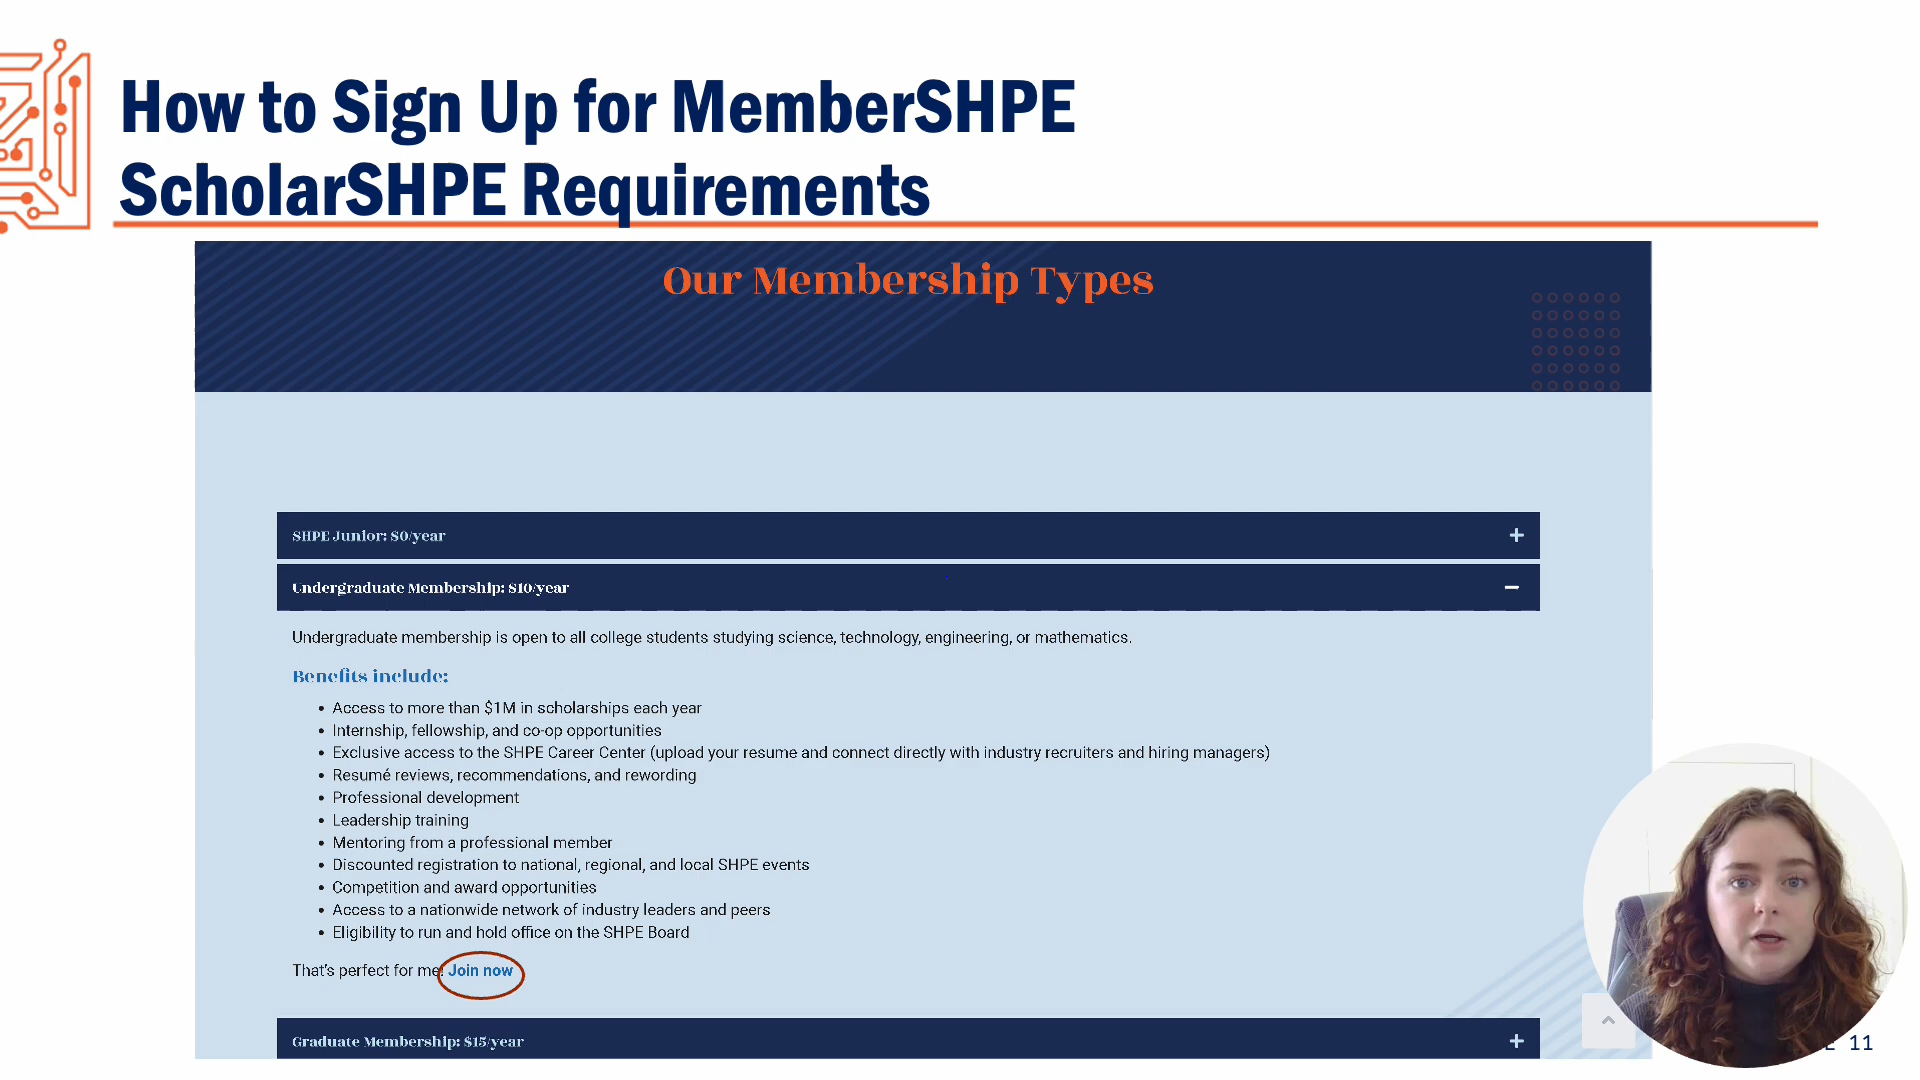 How to Sign Up for MemberSHPE
ScholarSHPE Requirements
Our Membership Types
SHPE Junior: $0/year
Undergraduate Membership: $10/year
Undergraduate membership is open to all college students studying science, technology, engineering, or mathematics.
Benefits include:
• Access to more than $1M in scholarships each year
• Internship, fellowship, and co-op opportunities
• Exclusive access to the SHPE Career Center (upload your resume and connect directly with industry recruiters and hiring managers)
• Resumé reviews, recommendations, and rewording
• Professional development
• Leadership training
• Mentoring from a professional member
• Discounted registration to national, regional, and local SHPE events
• Competition and award opportunities
• Access to a nationwide network of industry leaders and peers
• Eligibility to run and hold office on the SHPE Board
That's perfect for me! Join now
Graduate Membership: $15/year
11